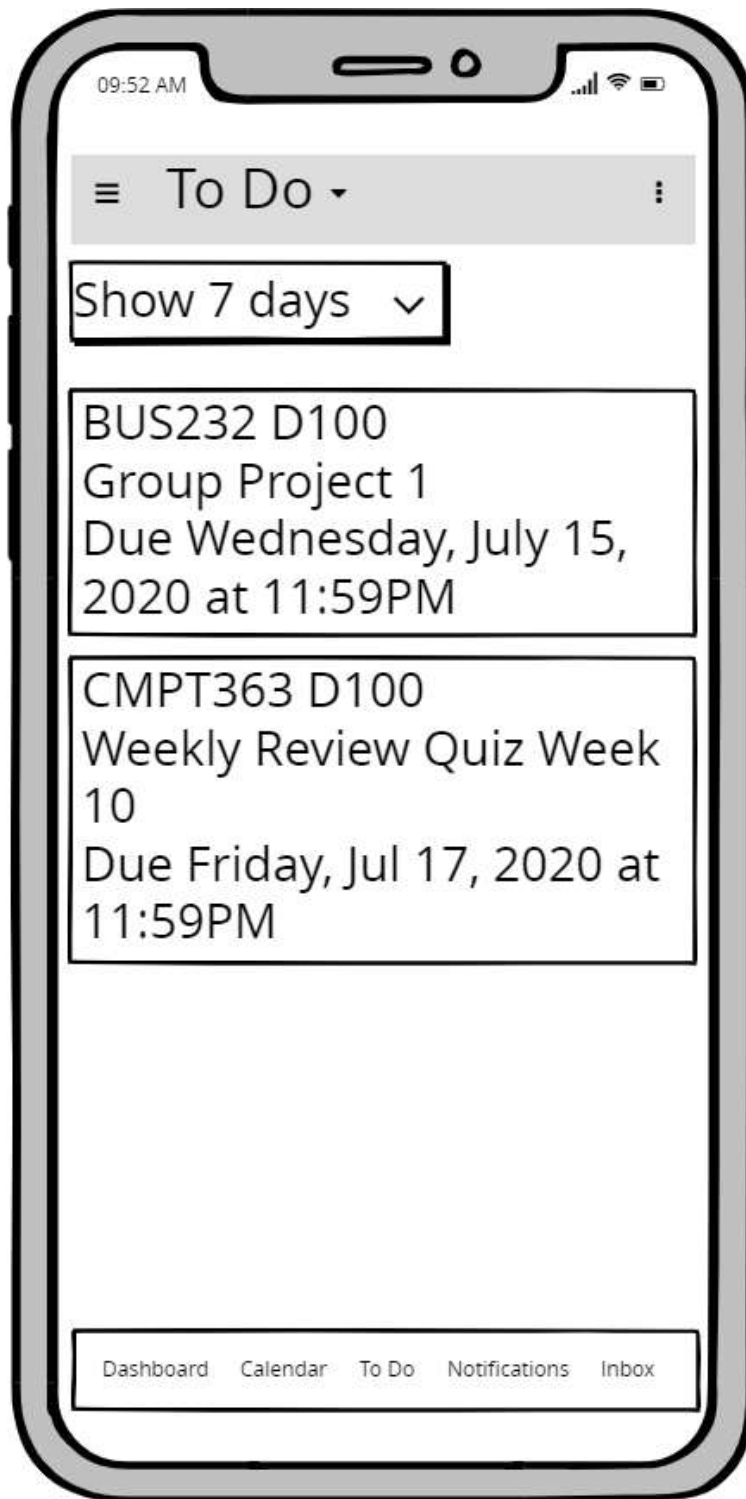 09:52 AM
To Do
Show 7 days
BUS232 D100
Group Project 1
Due Wednesday, July 15,
2020 at 11:59PM
CMPT363 D100
Weekly Review Quiz Week
10
Due Friday, Jul 17, 2020 at
11:59PM
Dashboard Calendar To Do Notifications Inbox